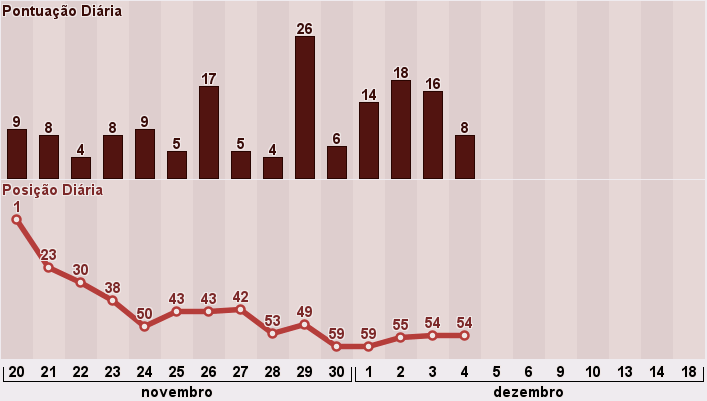 Pontuação Diária
9 8 4 8 9 5 17 5 4 26 6 14 18 16 8
Posição Diária
1 23 30 38 50 43 43 42 53 49 59 59 55 54 54
20 21 22 23 24 25 26 27 28 29 30 1 2 3 4 5 6 9 10 13 14 18
novembro dezembro